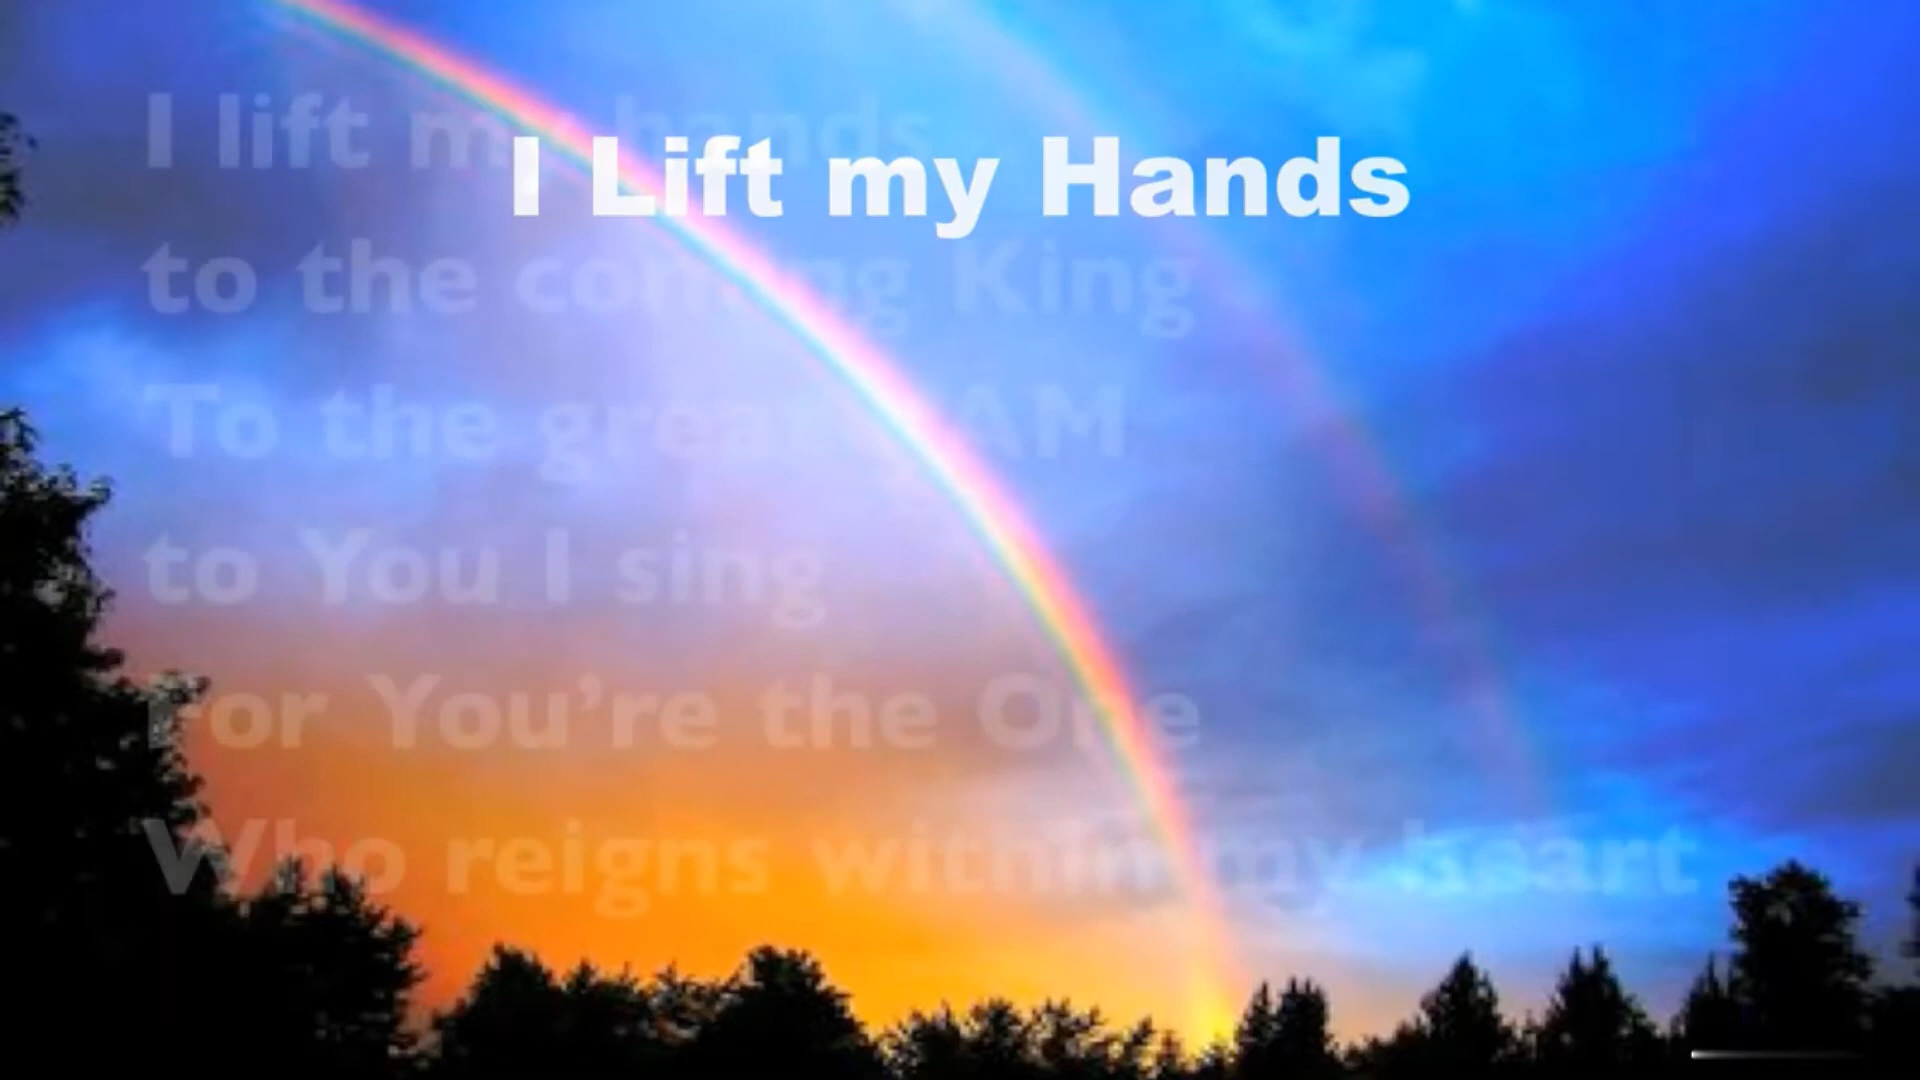 I Lift my Hands
I lift my hands
to the coming King
To the great I AM
to You I sing
For You're the One
Who reigns within my heart